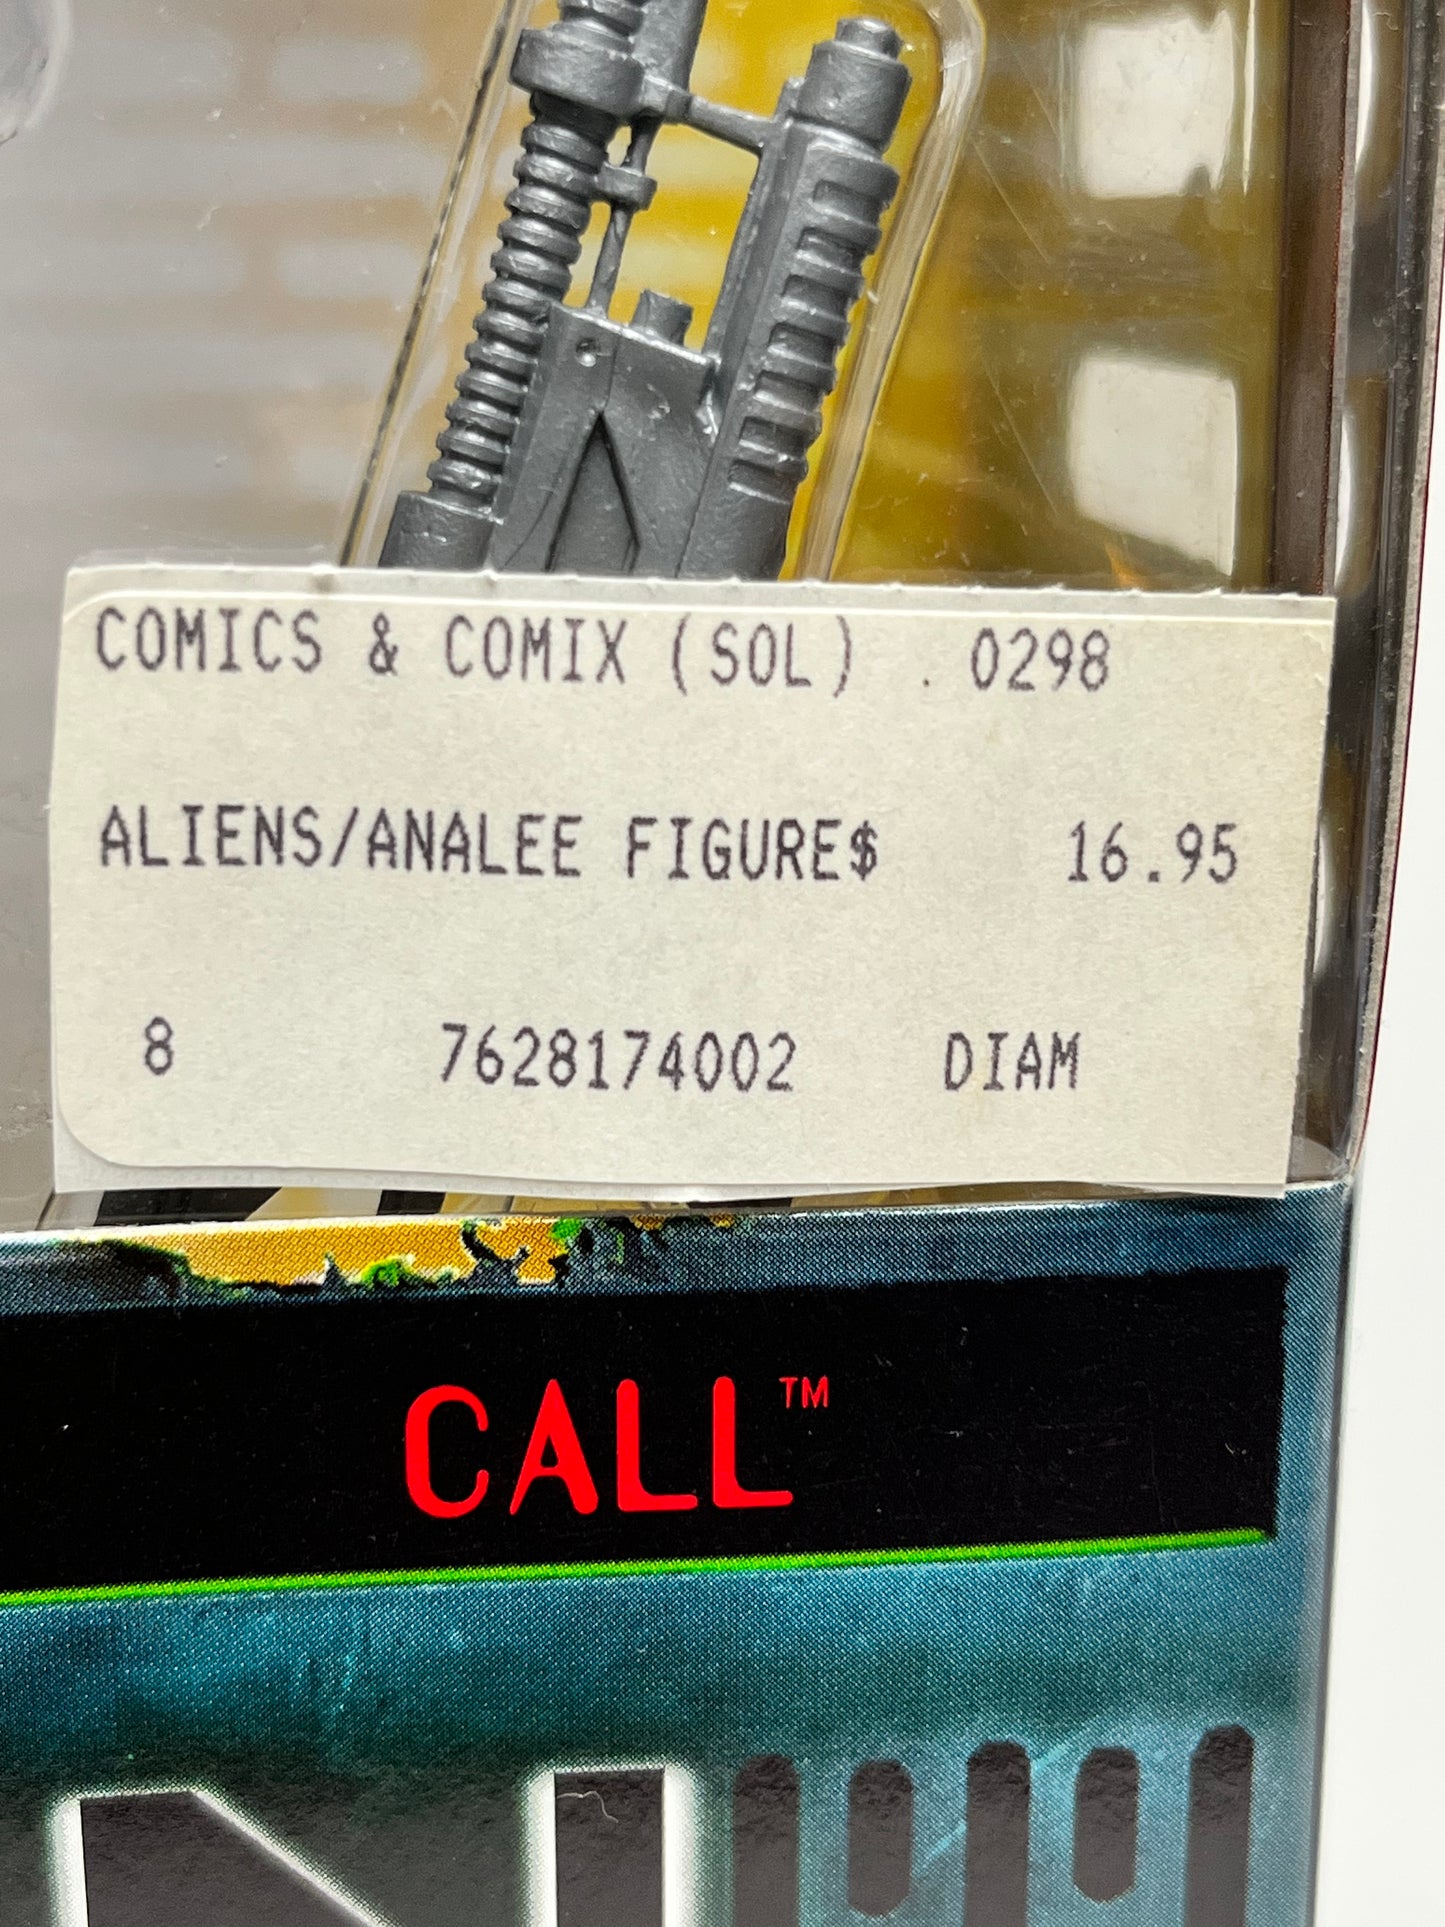 COMICS & COMIX (SOL) . 0298
ALIENS/ANALEE FIGURE$ 16.95
8 7628174002 DIAM
CALL™
N